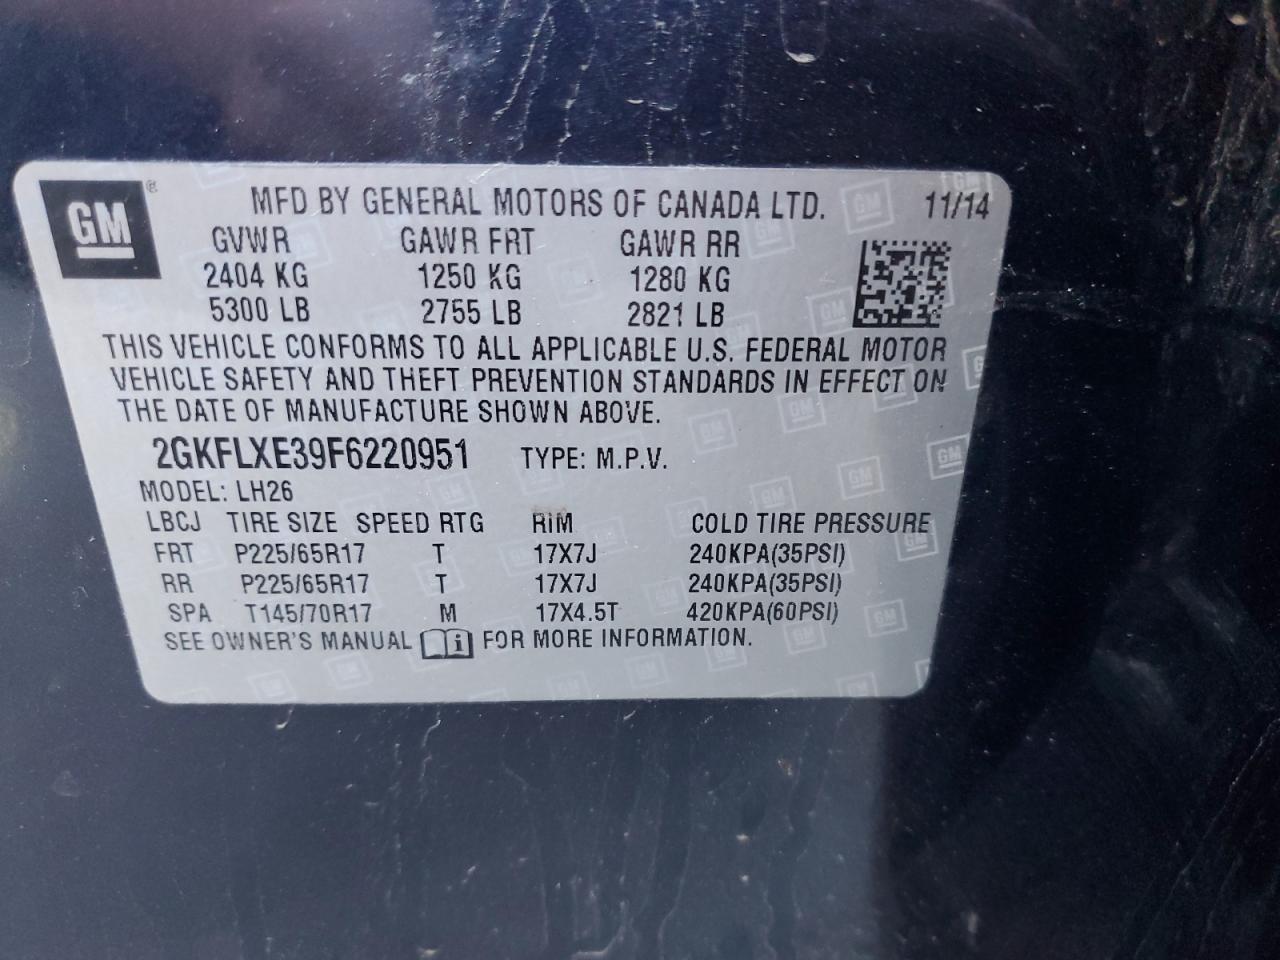 GM ® MFD BY GENERAL MOTORS OF CANADA LTD. 11/14
GVWR GAWR FRT GAWR RR
2404 KG 1250 KG 1280 KG
5300 LB 2755 LB 2821 LB
THIS VEHICLE CONFORMS TO ALL APPLICABLE U.S. FEDERAL MOTOR
VEHICLE SAFETY AND THEFT PREVENTION STANDARDS IN EFFECT ON
THE DATE OF MANUFACTURE SHOWN ABOVE.
2GKFLXE39F6220951 TYPE: M.P.V.
MODEL: LH26
LBCJ TIRE SIZE SPEED RTG RIM COLD TIRE PRESSURE
FRT P225/65R17 T 17X7J 240KPA(35PSI)
RR P225/65R17 T 17X7J 240KPA(35PSI)
SPA T145/70R17 M 17X4.5T 420KPA(60PSI)
SEE OWNER'S MANUAL i FOR MORE INFORMATION.